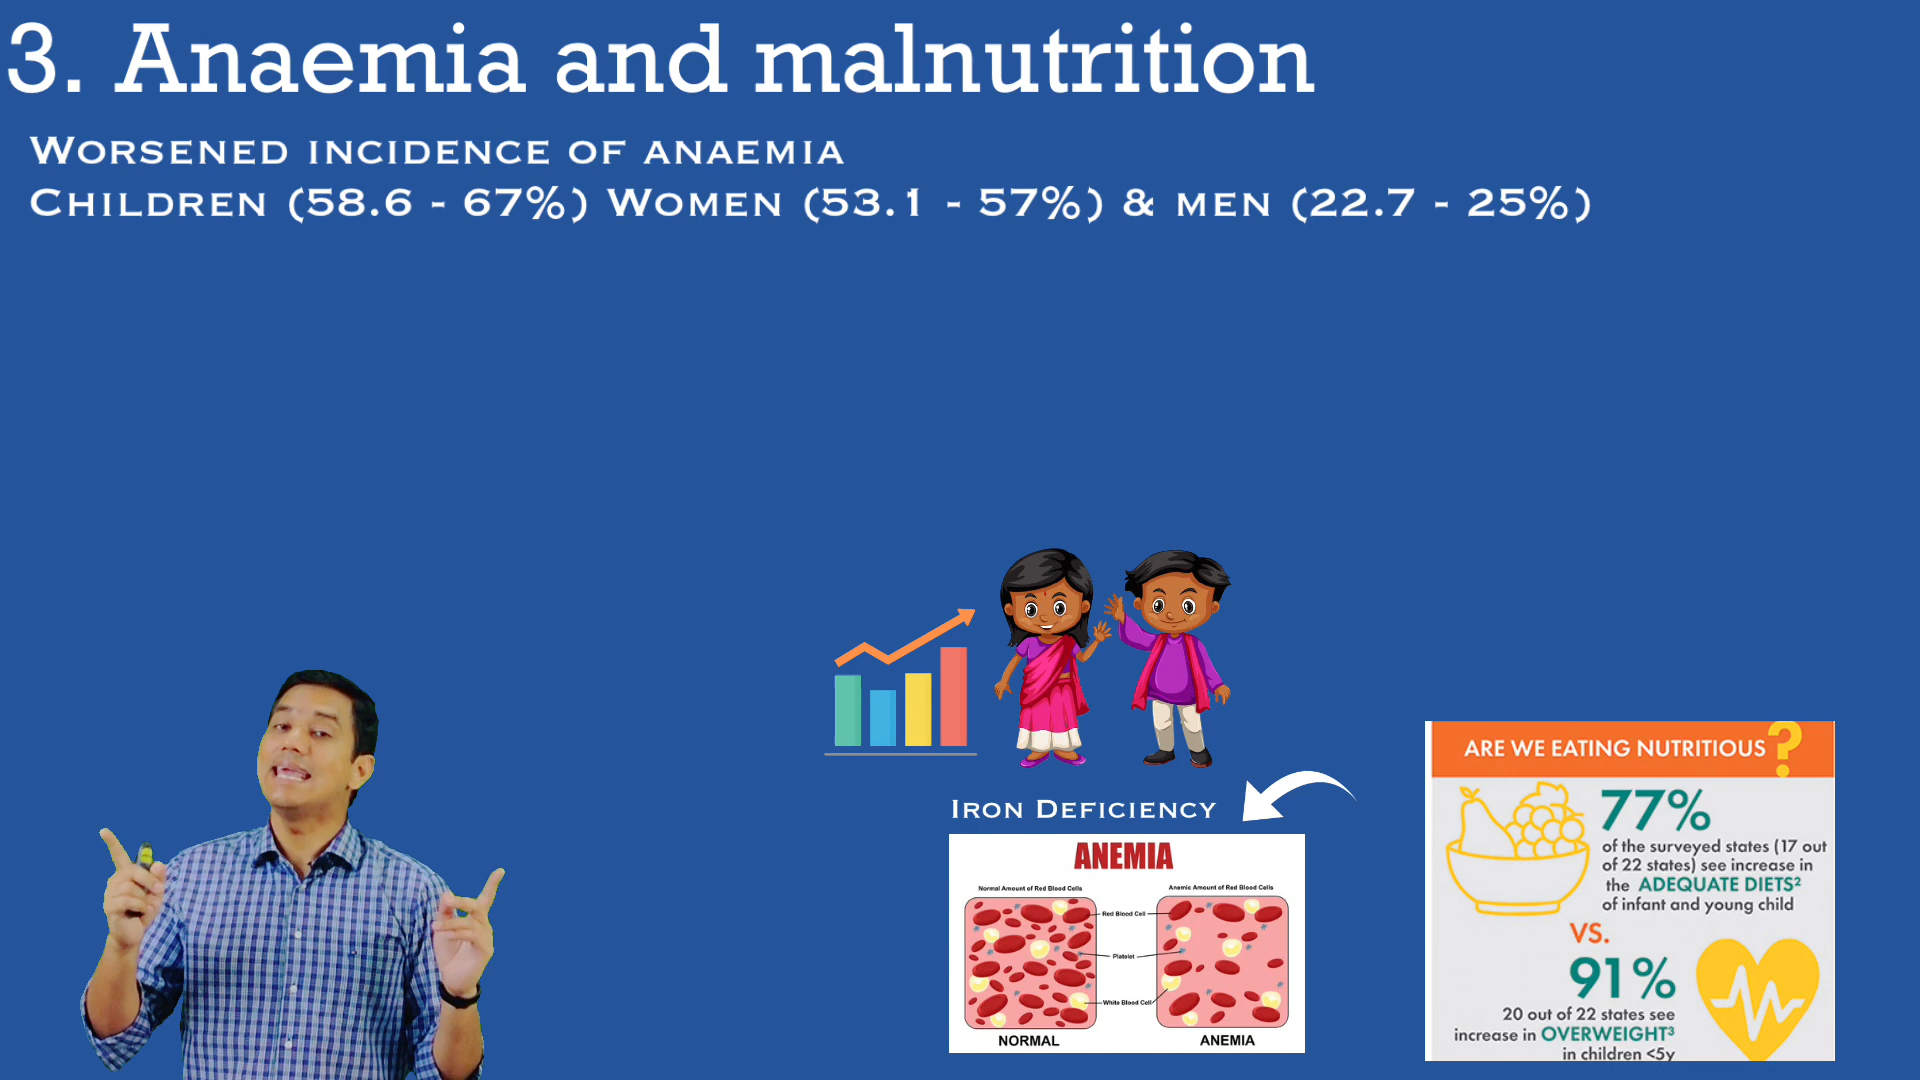 3. Anaemia and malnutrition
WORSENED INCIDENCE OF ANAEMIA
CHILDREN (58.6 - 67%) WOMEN (53.1 - 57%) & MEN (22.7 - 25%)
IRON DEFICIENCY
ANEMIA
Normal Amount of Red Blood Cells
Anemic Amount of Red Blood Cells
Red Blood Cell
Platelet
White Blood Cell
NORMAL
ANEMIA
ARE WE EATING NUTRITIOUS?
77%
of the surveyed states (17 out
of 22 states) see increase in
the ADEQUATE DIETS²
of infant and young child
VS.
91%
20 out of 22 states see
increase in OVERWEIGHT³
in children <5y